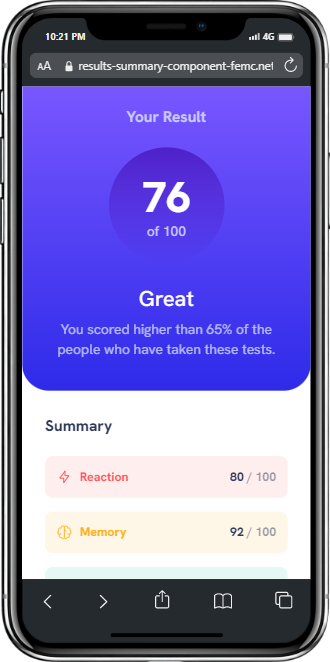 10:21 PM
4G
AA
results-summary-component-femc.net
Your Result
76
of 100
Great
You scored higher than 65% of the
people who have taken these tests.
Summary
Reaction 80 / 100
Memory 92 / 100